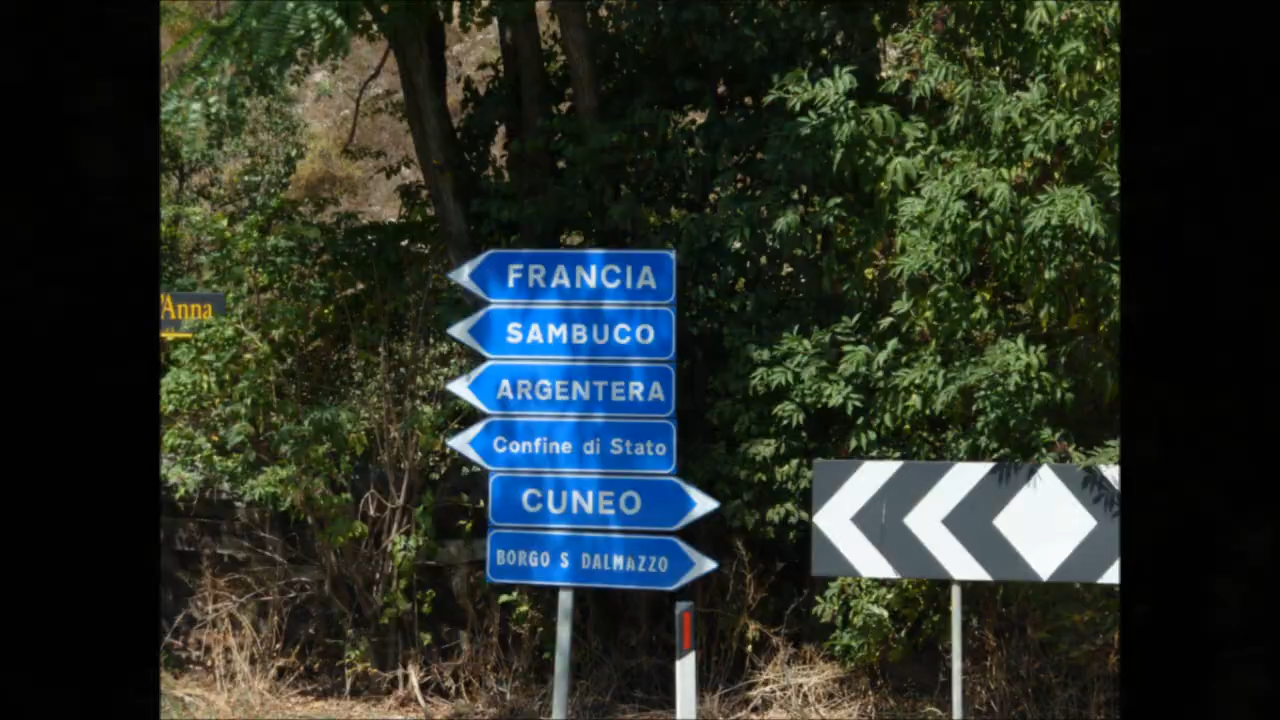 'Anna
FRANCIA
SAMBUCO
ARGENTERA
Confine di Stato
CUNEO
BORGO S DALMAZZO